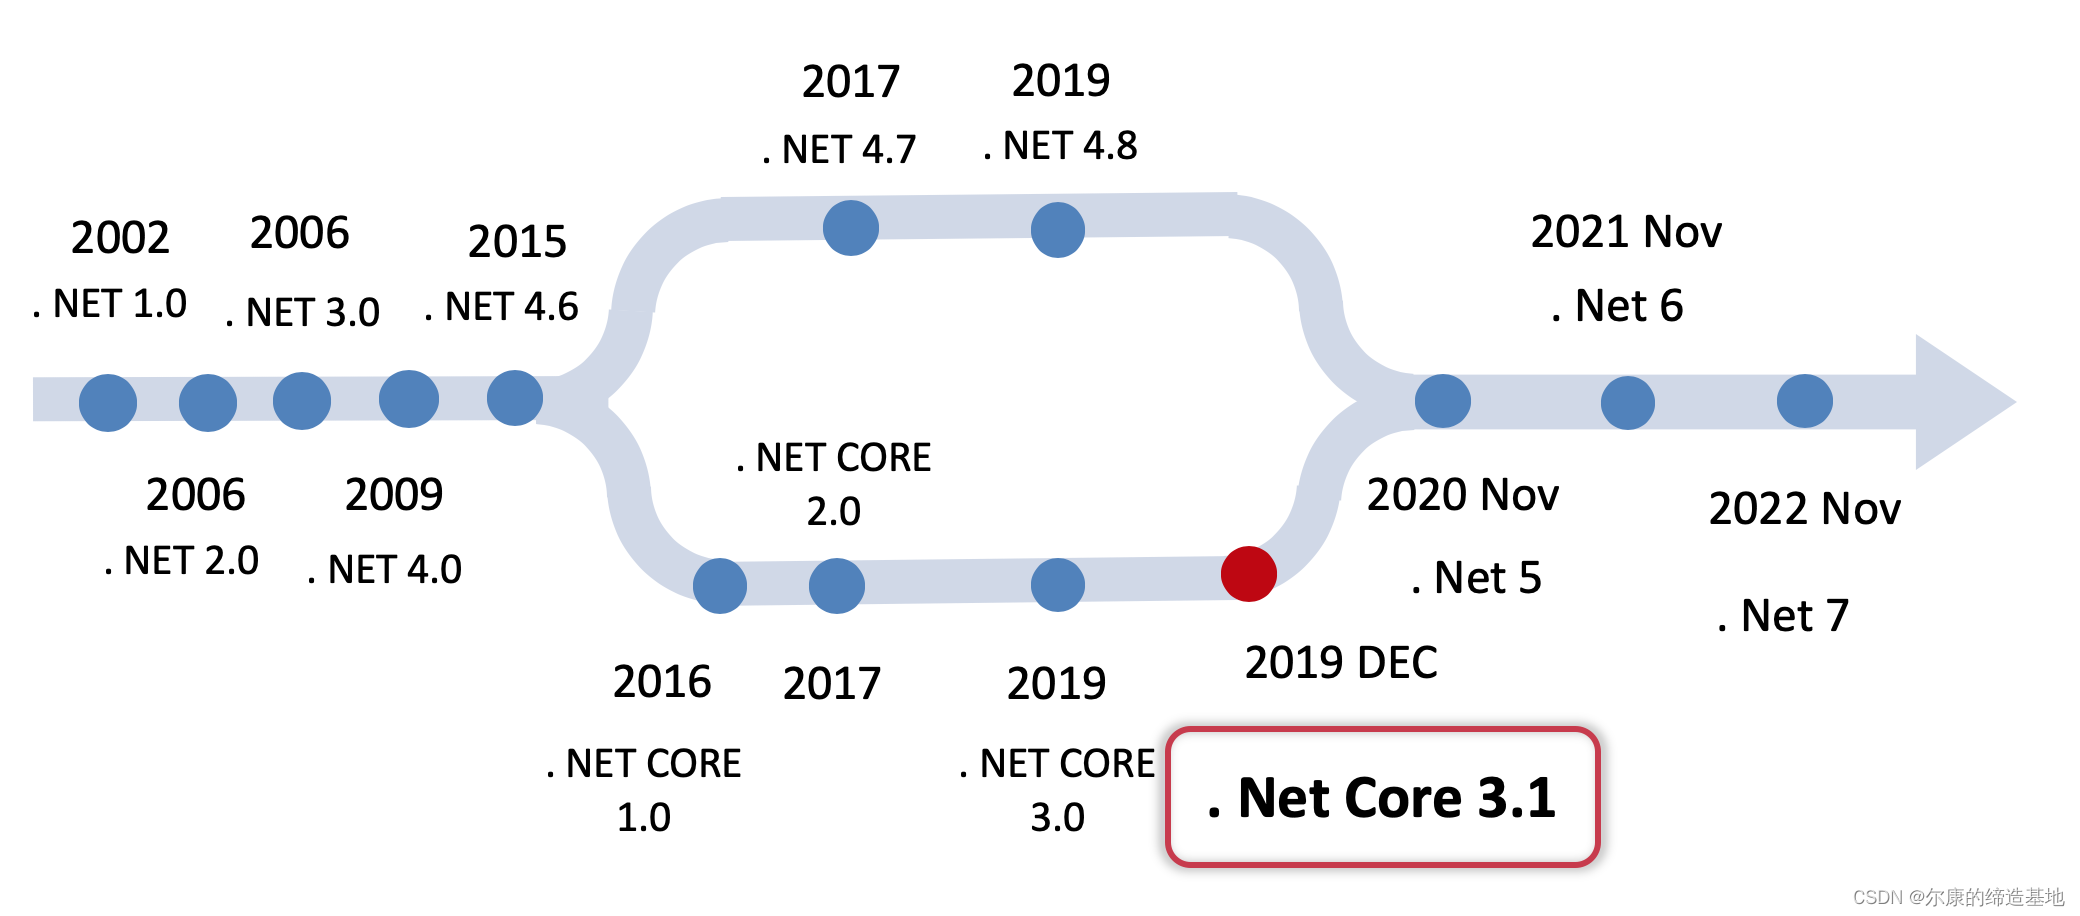 2017
. NET 4.7
2019
. NET 4.8
2002
. NET 1.0
2006
. NET 3.0
2015
. NET 4.6
2021 Nov
. Net 6
2006
. NET 2.0
2009
. NET 4.0
. NET CORE
2.0
2020 Nov
. Net 5
2022 Nov
. Net 7
2016
. NET CORE
1.0
2017
2019
. NET CORE
3.0
2019 DEC
. Net Core 3.1
CSDN @尔康的缔造基地